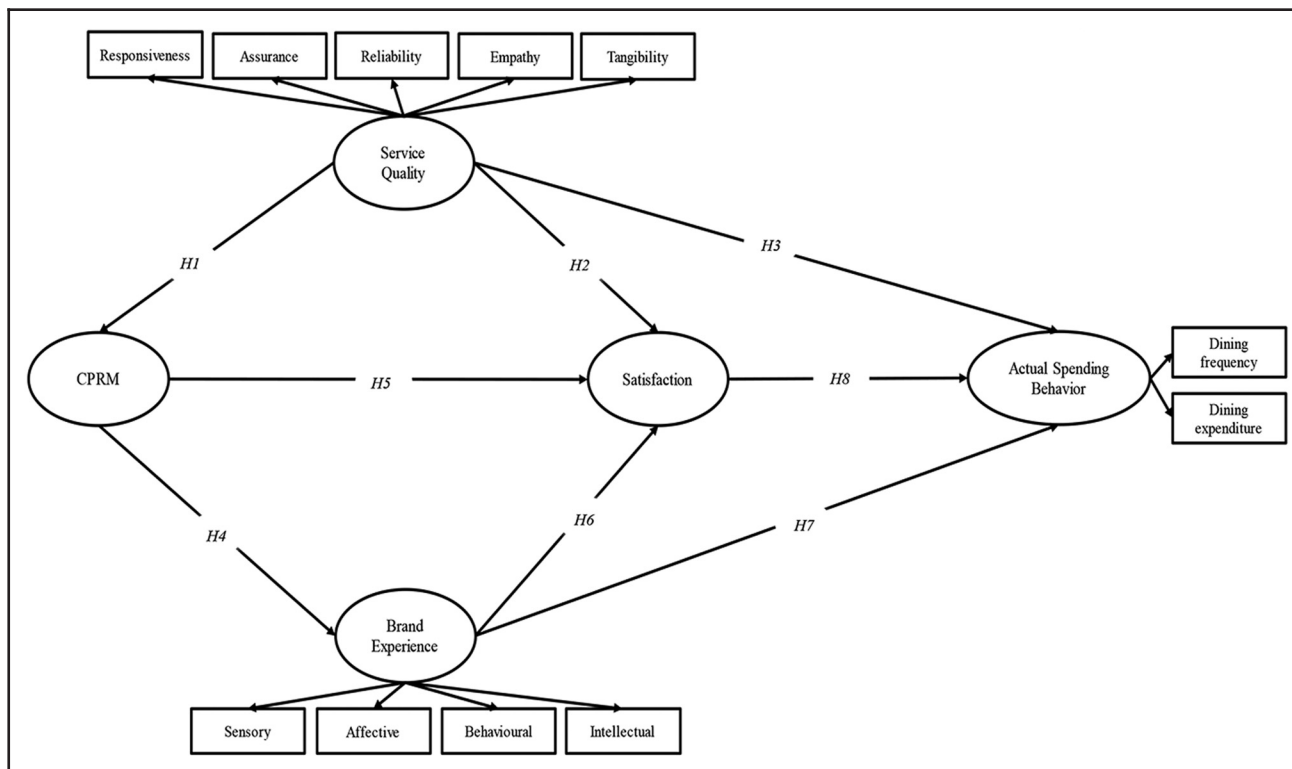 Responsiveness
Assurance
Reliability
Empathy
Tangibility
Service
Quality
H1
H2
H3
CPRM
H5
Satisfaction
H8
Actual Spending
Behavior
Dining
frequency
Dining
expenditure
H4
H6
H7
Brand
Experience
Sensory
Affective
Behavioural
Intellectual